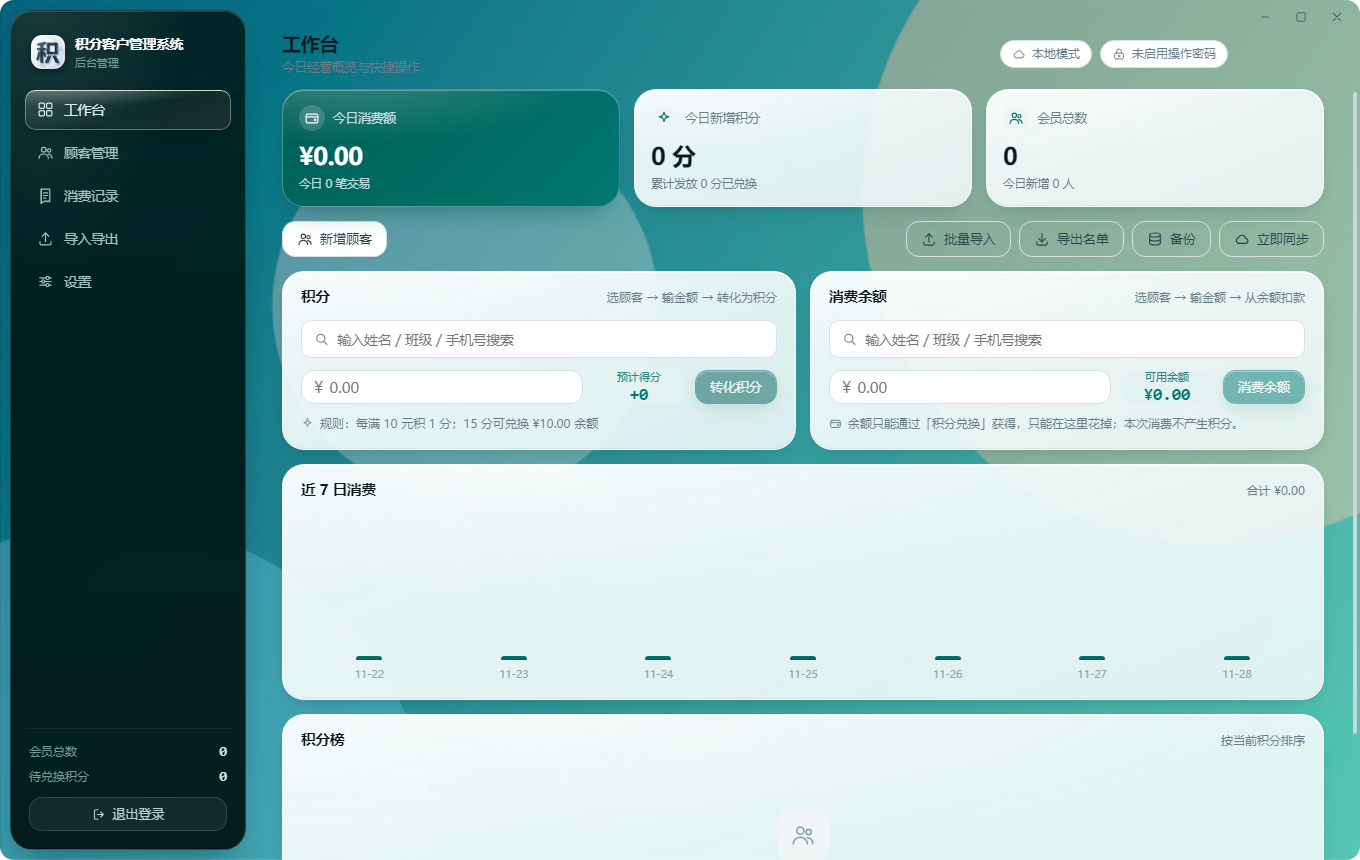 积
积分客户管理系统
后台管理
工作台
顾客管理
消费记录
导入导出
设置
会员总数 0
待兑换积分 0
退出登录
工作台
今日经营概览与快捷操作
本地模式
未启用操作密码
今日消费额
¥0.00
今日 0 笔交易
今日新增积分
0 分
累计发放 0 分已兑换
会员总数
0
今日新增 0 人
新增顾客
批量导入
导出名单
备份
立即同步
积分
选顾客 → 输金额 → 转化为积分
输入姓名 / 班级 / 手机号搜索
¥ 0.00
预计得分
+0
转化积分
规则：每满 10 元积 1 分；15 分可兑换 ¥10.00 余额
消费余额
选顾客 → 输金额 → 从余额扣款
输入姓名 / 班级 / 手机号搜索
¥ 0.00
可用余额
¥0.00
消费余额
余额只能通过「积分兑换」获得，只能在这里花掉；本次消费不产生积分。
近 7 日消费
合计 ¥0.00
11-22 11-23 11-24 11-25 11-26 11-27 11-28
积分榜
按当前积分排序